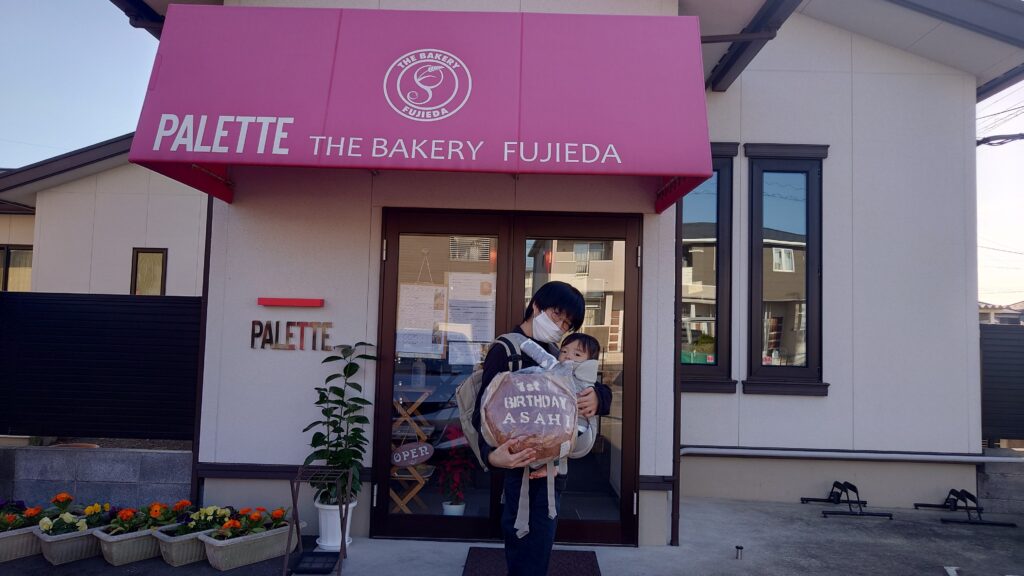 THE BAKERY
FUJIEDA
PALETTE THE BAKERY FUJIEDA
PALETTE
1st
BIRTHDAY
ASAHI
OPEN